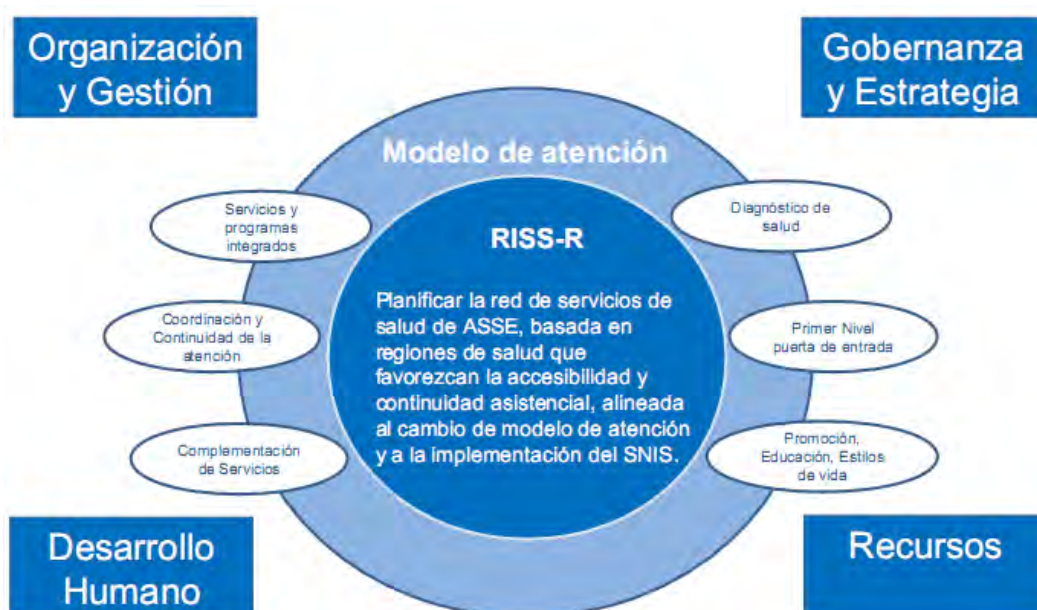 Organización
y Gestión
Gobernanza
y Estrategia
Modelo de atención
Servicios y
programas
integrados
Diagnóstico de
salud
RISS-R
Planificar la red de servicios de
salud de ASSE, basada en
regiones de salud que
favorezcan la accesibilidad y
continuidad asistencial, alineada
al cambio de modelo de atención
y a la implementación del SNIS.
Coordinación y
Continuidad de la
atención
Primer Nivel
puerta de entrada
Complementación
de Servicios
Promoción,
Educación, Estilos
de vida
Desarrollo
Humano
Recursos